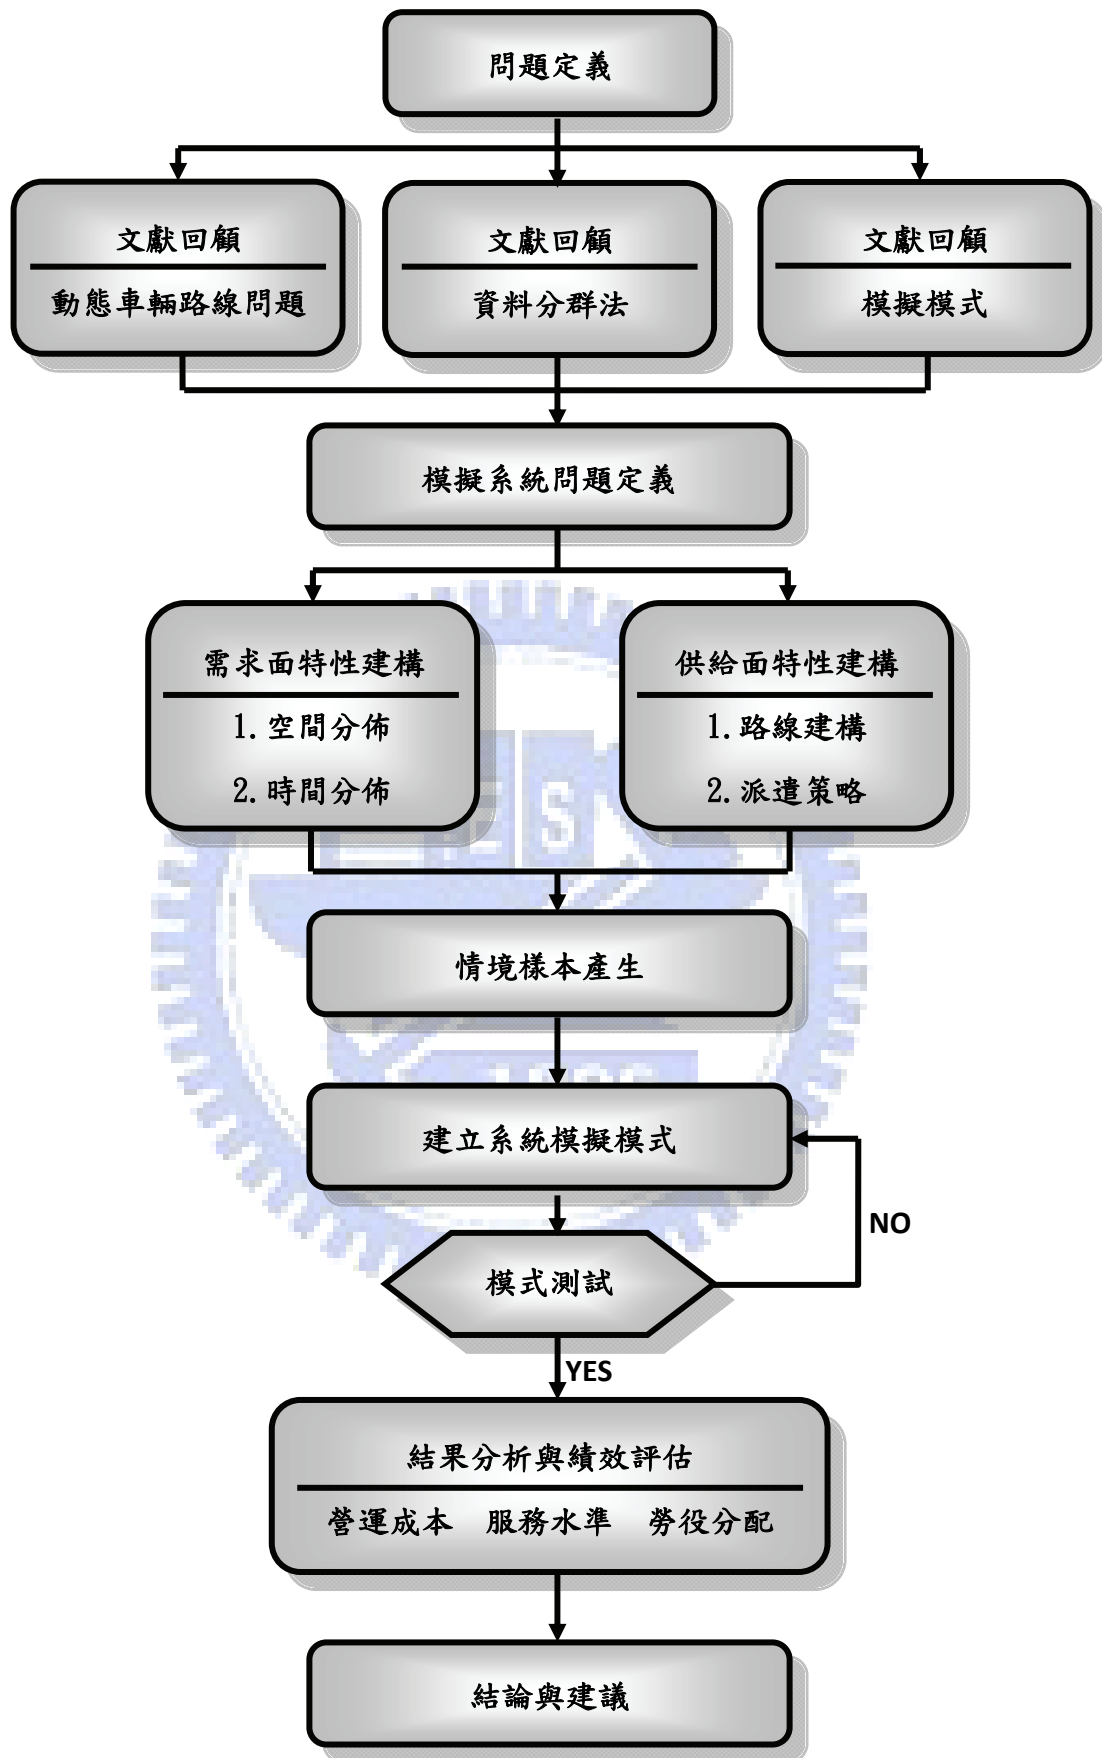 問題定義
文獻回顧
動態車輛路線問題
文獻回顧
資料分群法
文獻回顧
模擬模式
模擬系統問題定義
需求面特性建構
1.空間分佈
2.時間分佈
供給面特性建構
1.路線建構
2.派遣策略
情境樣本產生
建立系統模擬模式
NO
模式測試
YES
結果分析與績效評估
營運成本 服務水準 勞役分配
結論與建議